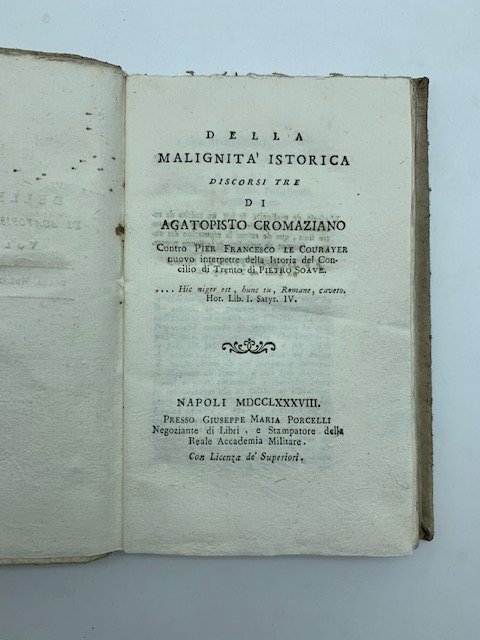 DELLA
MALIGNITA' ISTORICA
DISCORSI TRE
DI
AGATOPISTO CROMAZIANO
Contro PIER FRANCESCO LE COURAYER
nuovo interpetre della Istoria del Con-
cilio di Trento di PIETRO SOAVE.
.... Hic niger est, hunc tu, Romane, caveto.
Hor. Lib. I. Satyr. IV.
NAPOLI MDCCLXXXVIII.
PRESSO GIUSEPPE MARIA PORCELLI
Negoziante di Libri, e Stampatore della
Reale Accademia Militare.
Con Licenza de' Superiori.